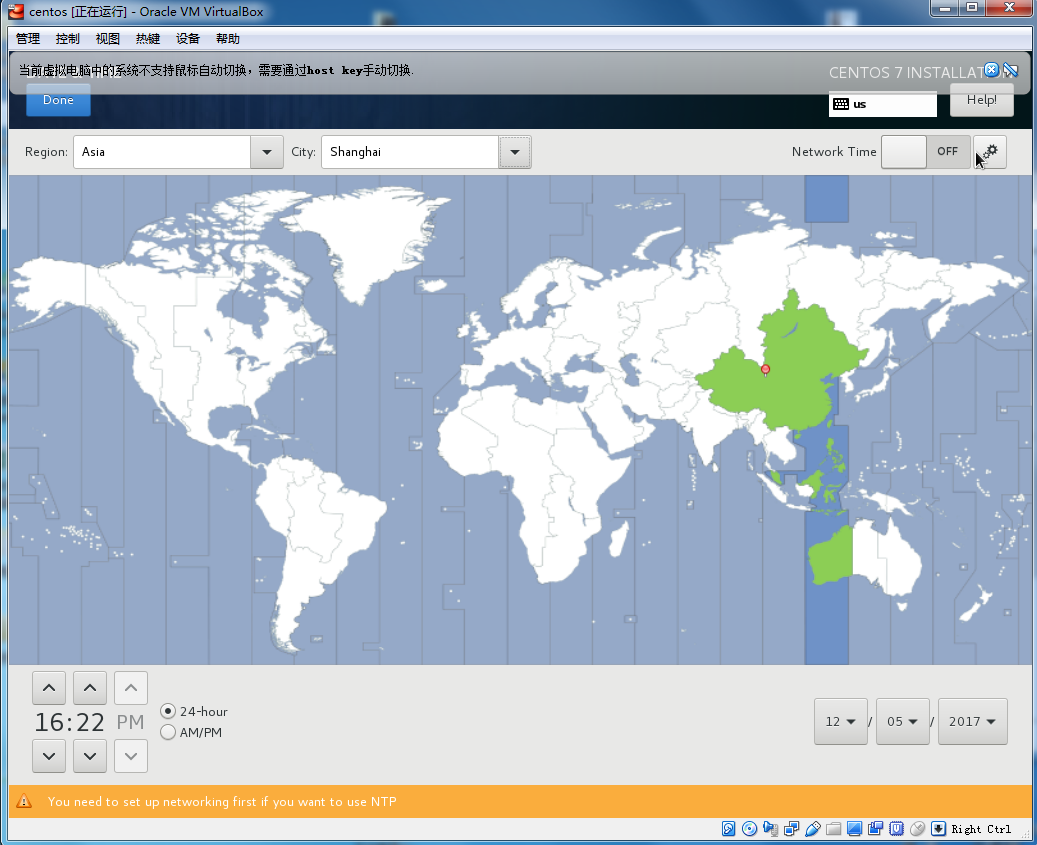 centos [正在运行] - Oracle VM VirtualBox
管理 控制 视图 热键 设备 帮助
当前虚拟电脑中的系统不支持鼠标自动切换，需要通过host key手动切换.
CENTOS 7 INSTALLATION
Done
us
Help!
Region: Asia City: Shanghai Network Time OFF
16:22 PM
24-hour
AM/PM
12 / 05 / 2017
You need to set up networking first if you want to use NTP
Right Ctrl